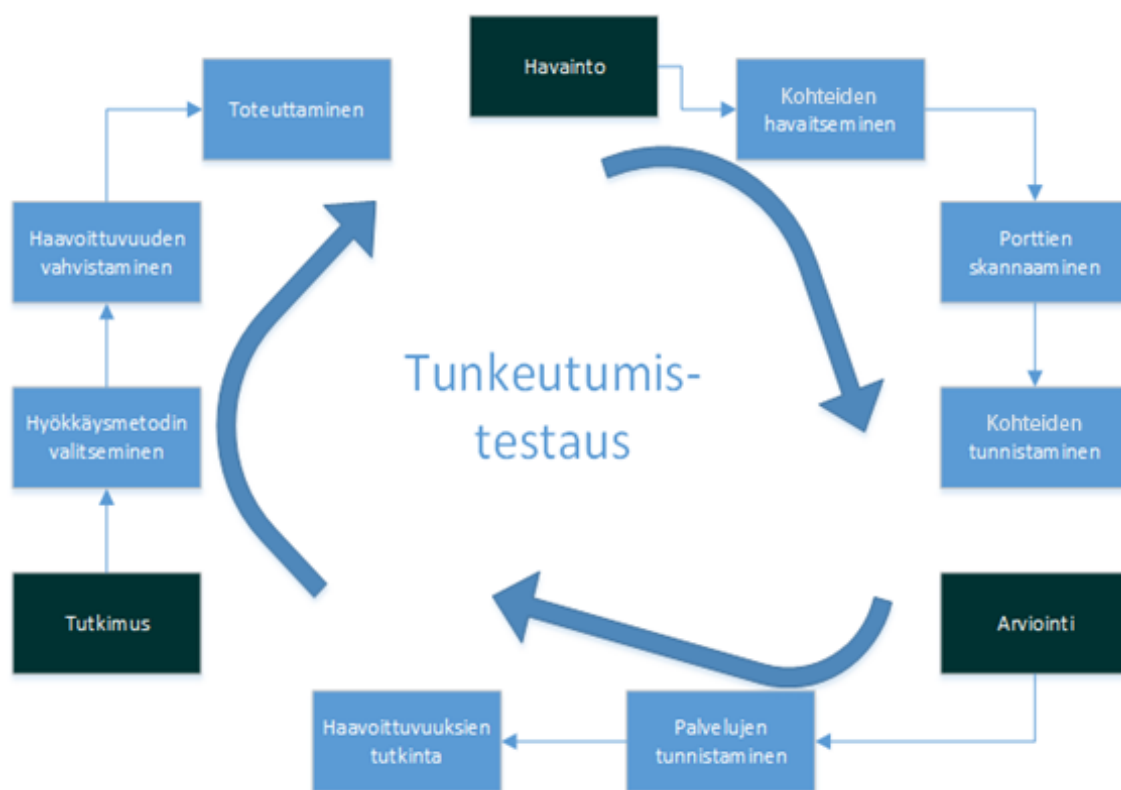 Havainto
Kohteiden
havaitseminen
Porttien
skannaaminen
Kohteiden
tunnistaminen
Arviointi
Palvelujen
tunnistaminen
Haavoittuvuuksien
tutkinta
Tutkimus
Hyökkäysmetodin
valitseminen
Haavoittuvuuden
vahvistaminen
Toteuttaminen
Tunkeutumis-
testaus